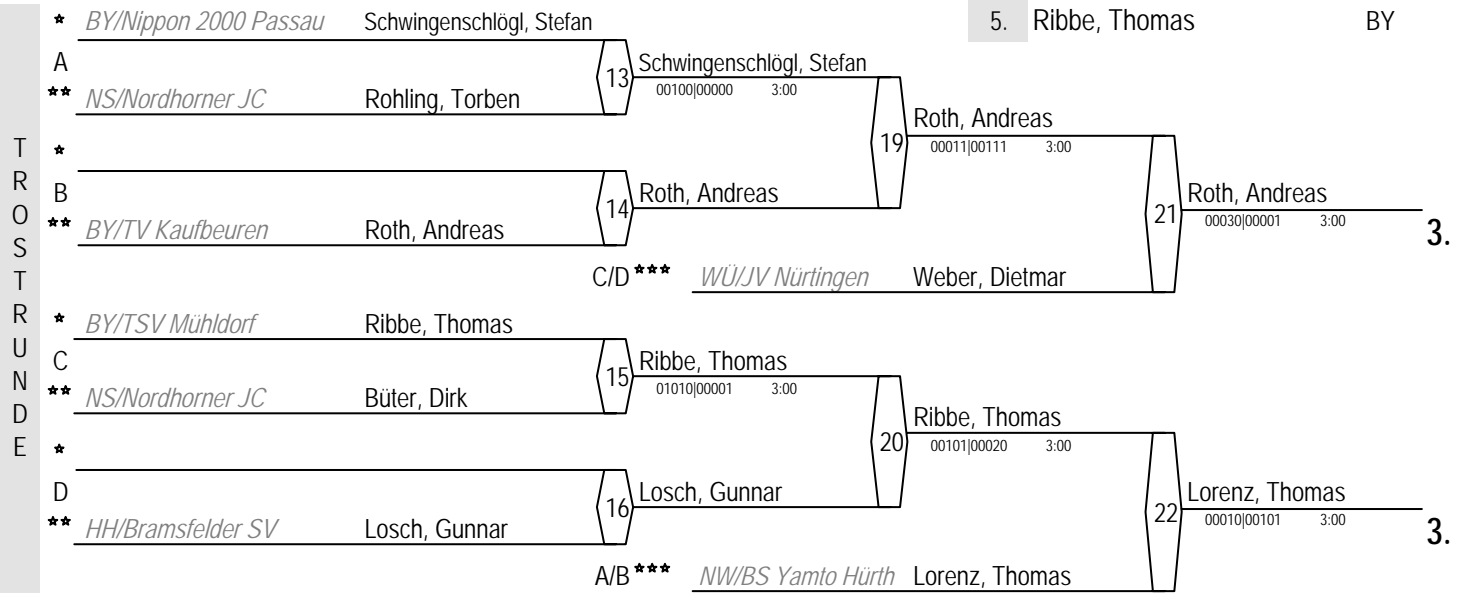 ★ BY/Nippon 2000 Passau Schwingenschlögl, Stefan
5. Ribbe, Thomas BY
A
13 Schwingenschlögl, Stefan
00100|00000 3:00
★★ NS/Nordhorner JC Rohling, Torben
19 Roth, Andreas
00011|00111 3:00
★
B
14 Roth, Andreas
★★ BY/TV Kaufbeuren Roth, Andreas
21 Roth, Andreas
00030|00001 3:00
3.
C/D ★★★ WÜ/JV Nürtingen Weber, Dietmar
TROSTRUNDE
★ BY/TSV Mühldorf Ribbe, Thomas
C
15 Ribbe, Thomas
01010|00001 3:00
★★ NS/Nordhorner JC Büter, Dirk
20 Ribbe, Thomas
00101|00020 3:00
★
D
16 Losch, Gunnar
★★ HH/Bramsfelder SV Losch, Gunnar
22 Lorenz, Thomas
00010|00101 3:00
3.
A/B ★★★ NW/BS Yamto Hürth Lorenz, Thomas